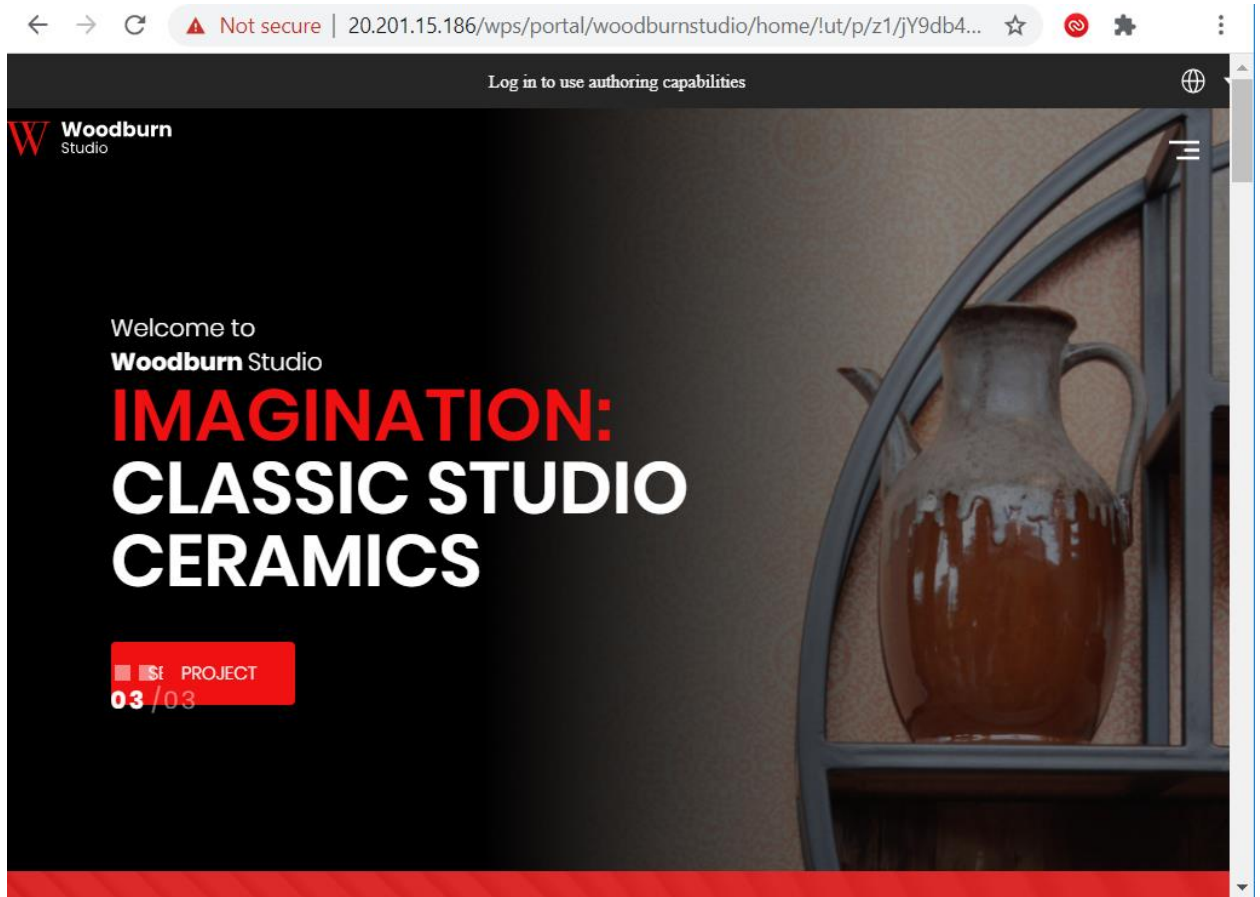 Not secure | 20.201.15.186/wps/portal/woodburnstudio/home/!ut/p/z1/jY9db4...
Log in to use authoring capabilities
W Woodburn
Studio
Welcome to
Woodburn Studio
IMAGINATION:
CLASSIC STUDIO
CERAMICS
PROJECT
03/03